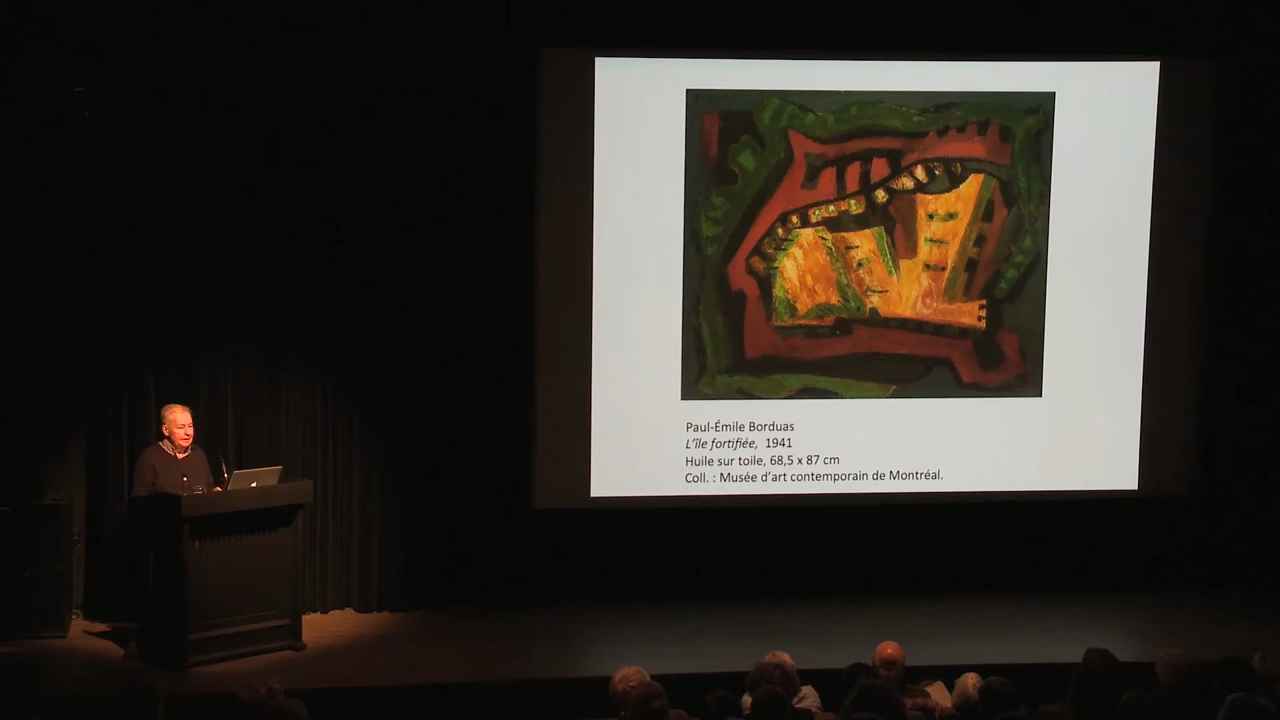 Paul-Émile Borduas
L'île fortifiée, 1941
Huile sur toile, 68,5 x 87 cm
Coll. : Musée d'art contemporain de Montréal.